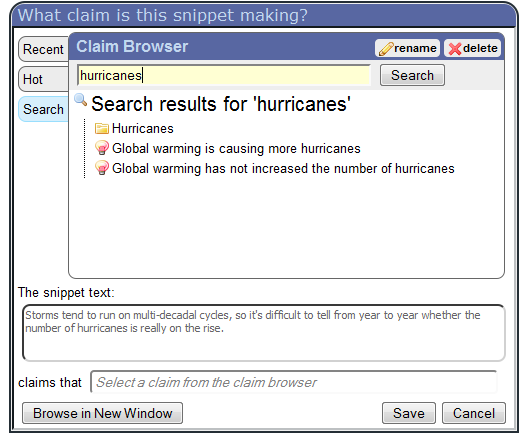 What claim is this snippet making?
Recent
Hot
Search
Claim Browser
rename
delete
hurricanes
Search
Search results for 'hurricanes'
Hurricanes
Global warming is causing more hurricanes
Global warming has not increased the number of hurricanes
The snippet text:
Storms tend to run on multi-decadal cycles, so it's difficult to tell from year to year whether the
number of hurricanes is really on the rise.
claims that
Select a claim from the claim browser
Browse in New Window
Save
Cancel